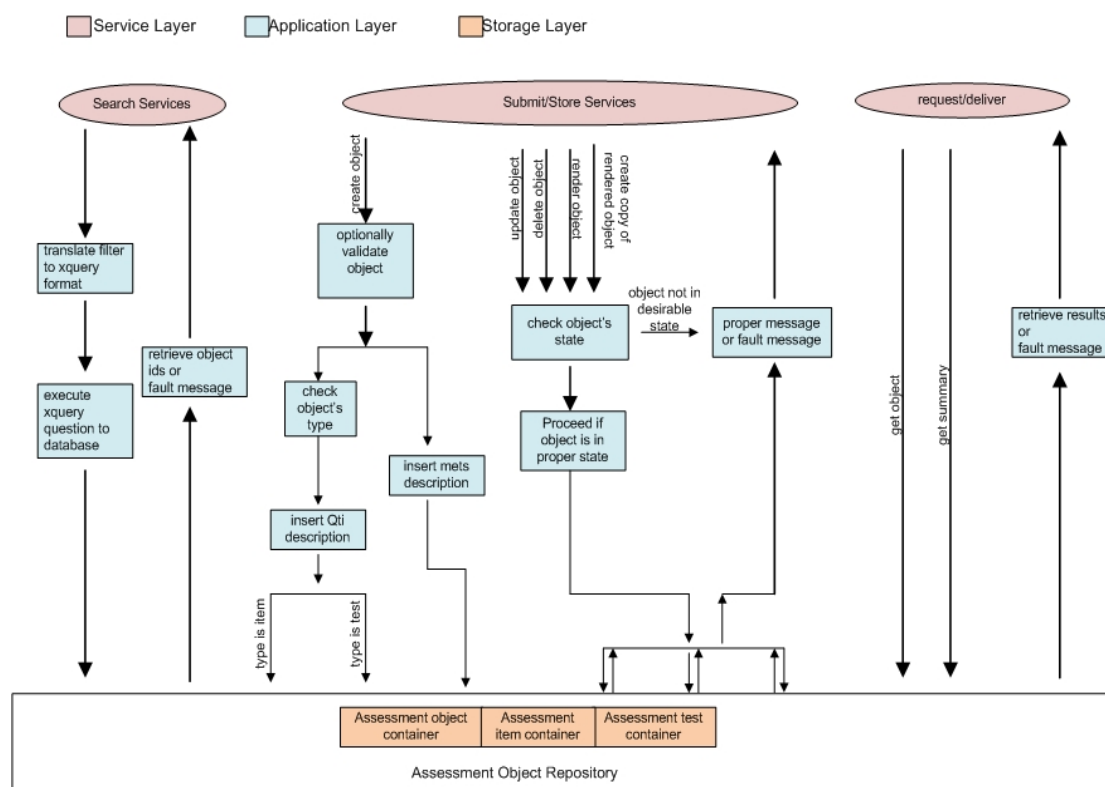 Service Layer
Application Layer
Storage Layer
Search Services
Submit/Store Services
request/deliver
create object
update object
delete object
render object
create copy of
rendered object
translate filter
to xquery
format
optionally
validate
object
object not in
desirable
state
check object's
state
proper message
or fault message
retrieve results
or
fault message
retrieve object
ids or
fault message
execute
xquery
question to
database
check
object's
type
Proceed if
object is in
proper state
get object
get summary
insert mets
description
insert Qti
description
type is item
type is test
Assessment object
container
Assessment
item container
Assessment test
container
Assessment Object Repository